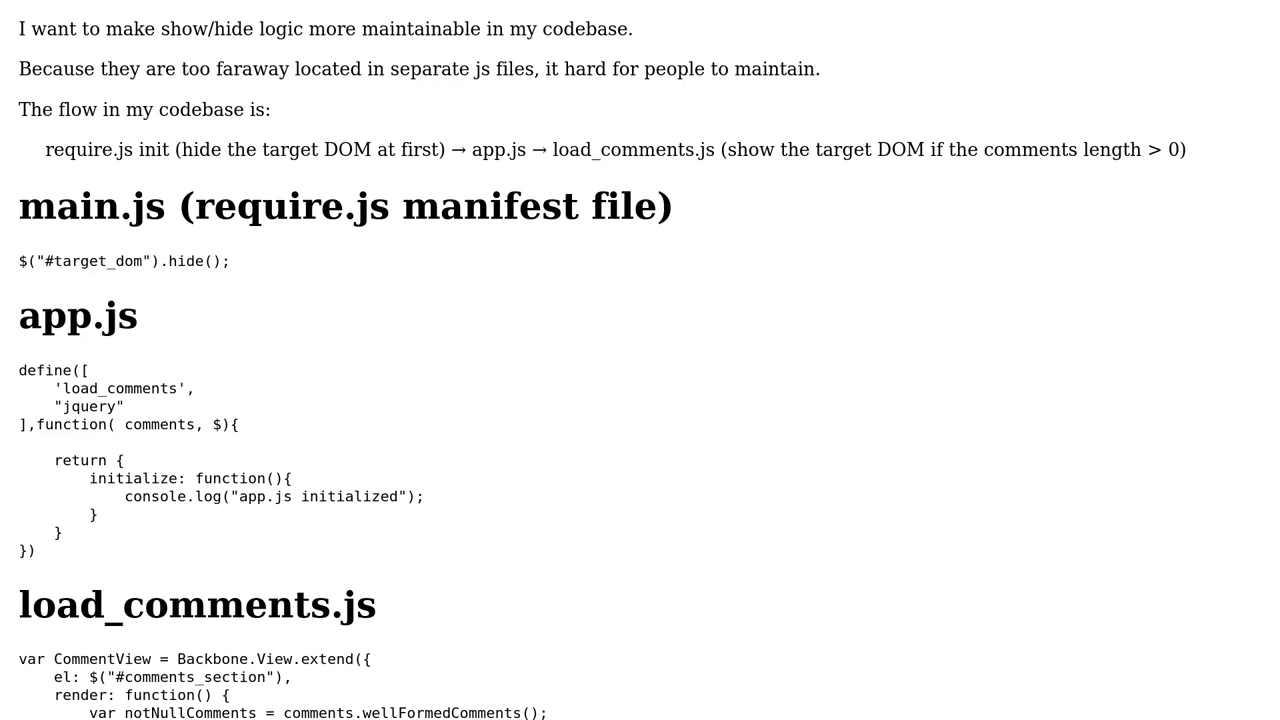 I want to make show/hide logic more maintainable in my codebase.
Because they are too faraway located in separate js files, it hard for people to maintain.
The flow in my codebase is:
require.js init (hide the target DOM at first) → app.js → load_comments.js (show the target DOM if the comments length > 0)
main.js (require.js manifest file)
$("#target_dom").hide();
app.js
define([
    'load_comments',
    "jquery"
],function( comments, $){

    return {
        initialize: function(){
            console.log("app.js initialized");
        }
    }
})
load_comments.js
var CommentView = Backbone.View.extend({
    el: $("#comments_section"),
    render: function() {
        var notNullComments = comments.wellFormedComments();